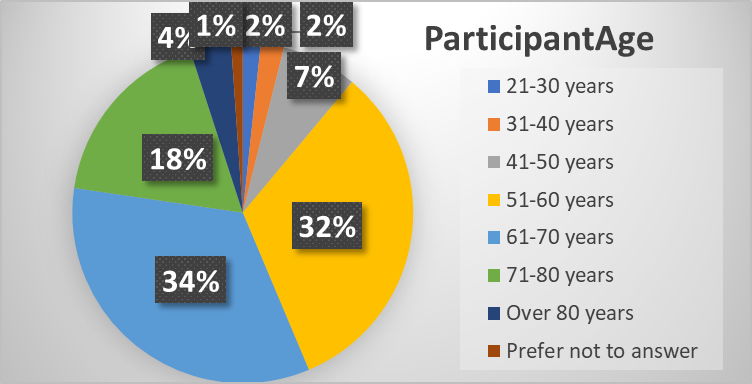 4%
1%
2%
2%
ParticipantAge
7%
21-30 years
31-40 years
18%
41-50 years
51-60 years
32%
61-70 years
34%
71-80 years
Over 80 years
Prefer not to answer